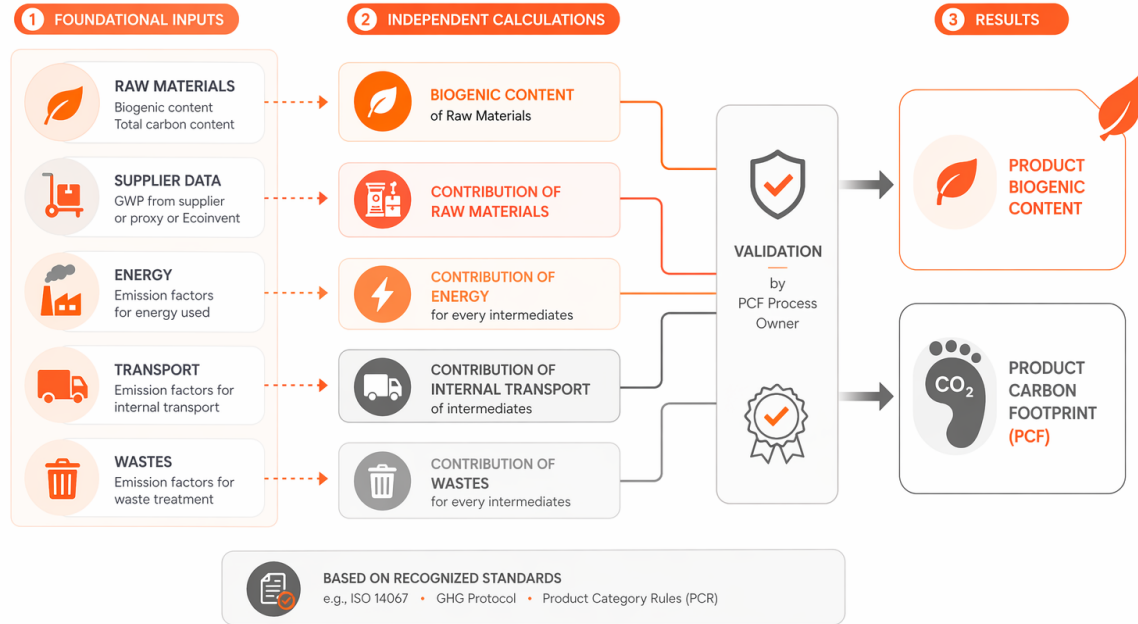 1 FOUNDATIONAL INPUTS
RAW MATERIALS
Biogenic content
Total carbon content
SUPPLIER DATA
GWP from supplier
or proxy or Ecoinvent
ENERGY
Emission factors
for energy used
TRANSPORT
Emission factors for
internal transport
WASTES
Emission factors for
waste treatment
2 INDEPENDENT CALCULATIONS
BIOGENIC CONTENT
of Raw Materials
CONTRIBUTION OF
RAW MATERIALS
CONTRIBUTION OF
ENERGY
for every intermediates
CONTRIBUTION OF
INTERNAL TRANSPORT
of intermediates
CONTRIBUTION OF
WASTES
for every intermediates
VALIDATION
by
PCF Process
Owner
3 RESULTS
PRODUCT
BIOGENIC
CONTENT
CO₂
PRODUCT
CARBON
FOOTPRINT
(PCF)
BASED ON RECOGNIZED STANDARDS
e.g., ISO 14067 • GHG Protocol • Product Category Rules (PCR)